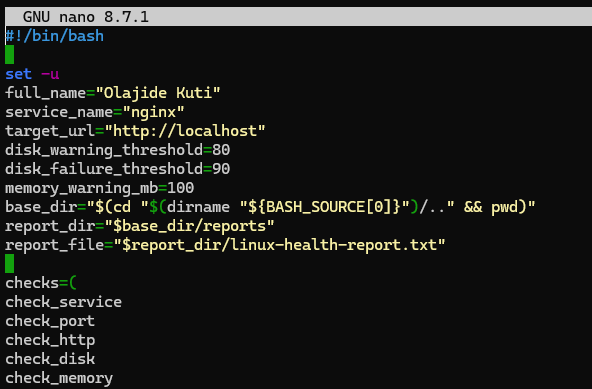 GNU nano 8.7.1
#!/bin/bash
set -u
full_name="Olajide Kuti"
service_name="nginx"
target_url="http://localhost"
disk_warning_threshold=80
disk_failure_threshold=90
memory_warning_mb=100
base_dir="$(cd "$(dirname "${BASH_SOURCE[0]}")/.." && pwd)"
report_dir="$base_dir/reports"
report_file="$report_dir/linux-health-report.txt"
checks=(
check_service
check_port
check_http
check_disk
check_memory